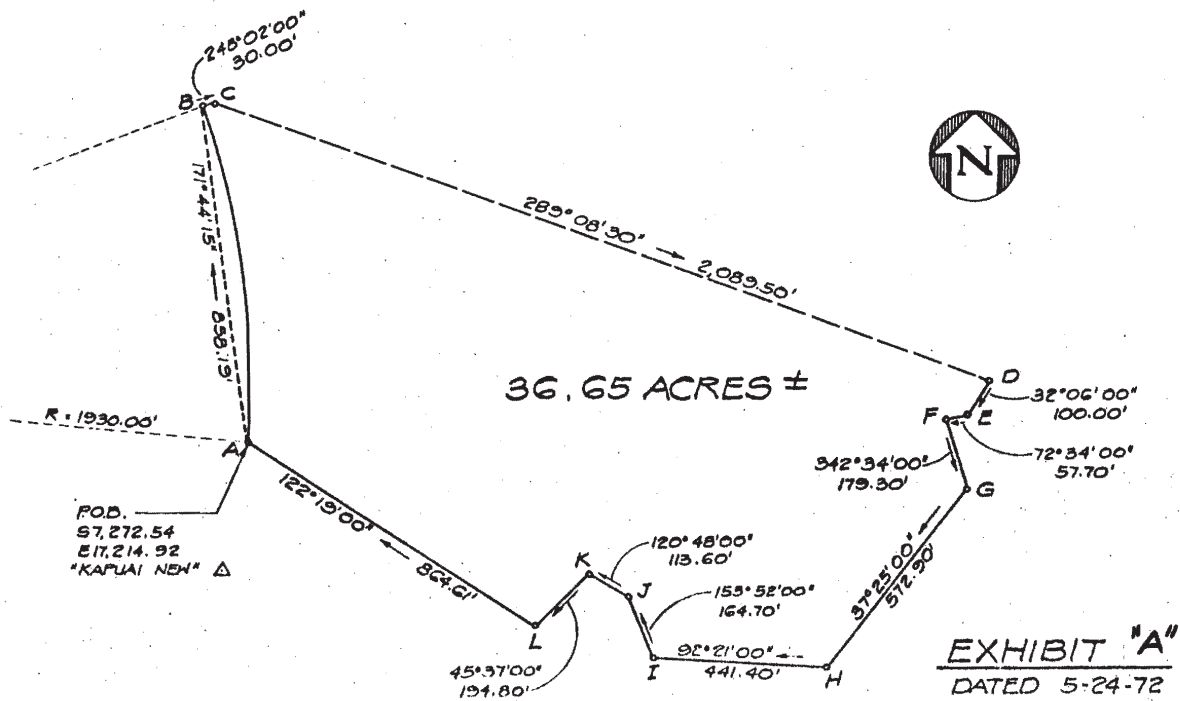 248°02'00"
30.00'
B
C
N
171°44'15"
858.19'
289°08'30"
2,089.50'
36.65 ACRES ±
D
32°06'00"
100.00'
F
E
72°34'00"
57.70'
342°34'00"
179.30'
G
R = 1930.00'
A
P.O.B.
S7,272.54
E17,214.92
"KAPUAI NEW" △
122°19'00"
864.61'
K
120°48'00"
113.60'
J
153°52'00"
164.70'
37°25'00"
572.90'
L
45°37'00"
194.80'
I
92°21'00"
441.40'
H
EXHIBIT "A"
DATED 5-24-72